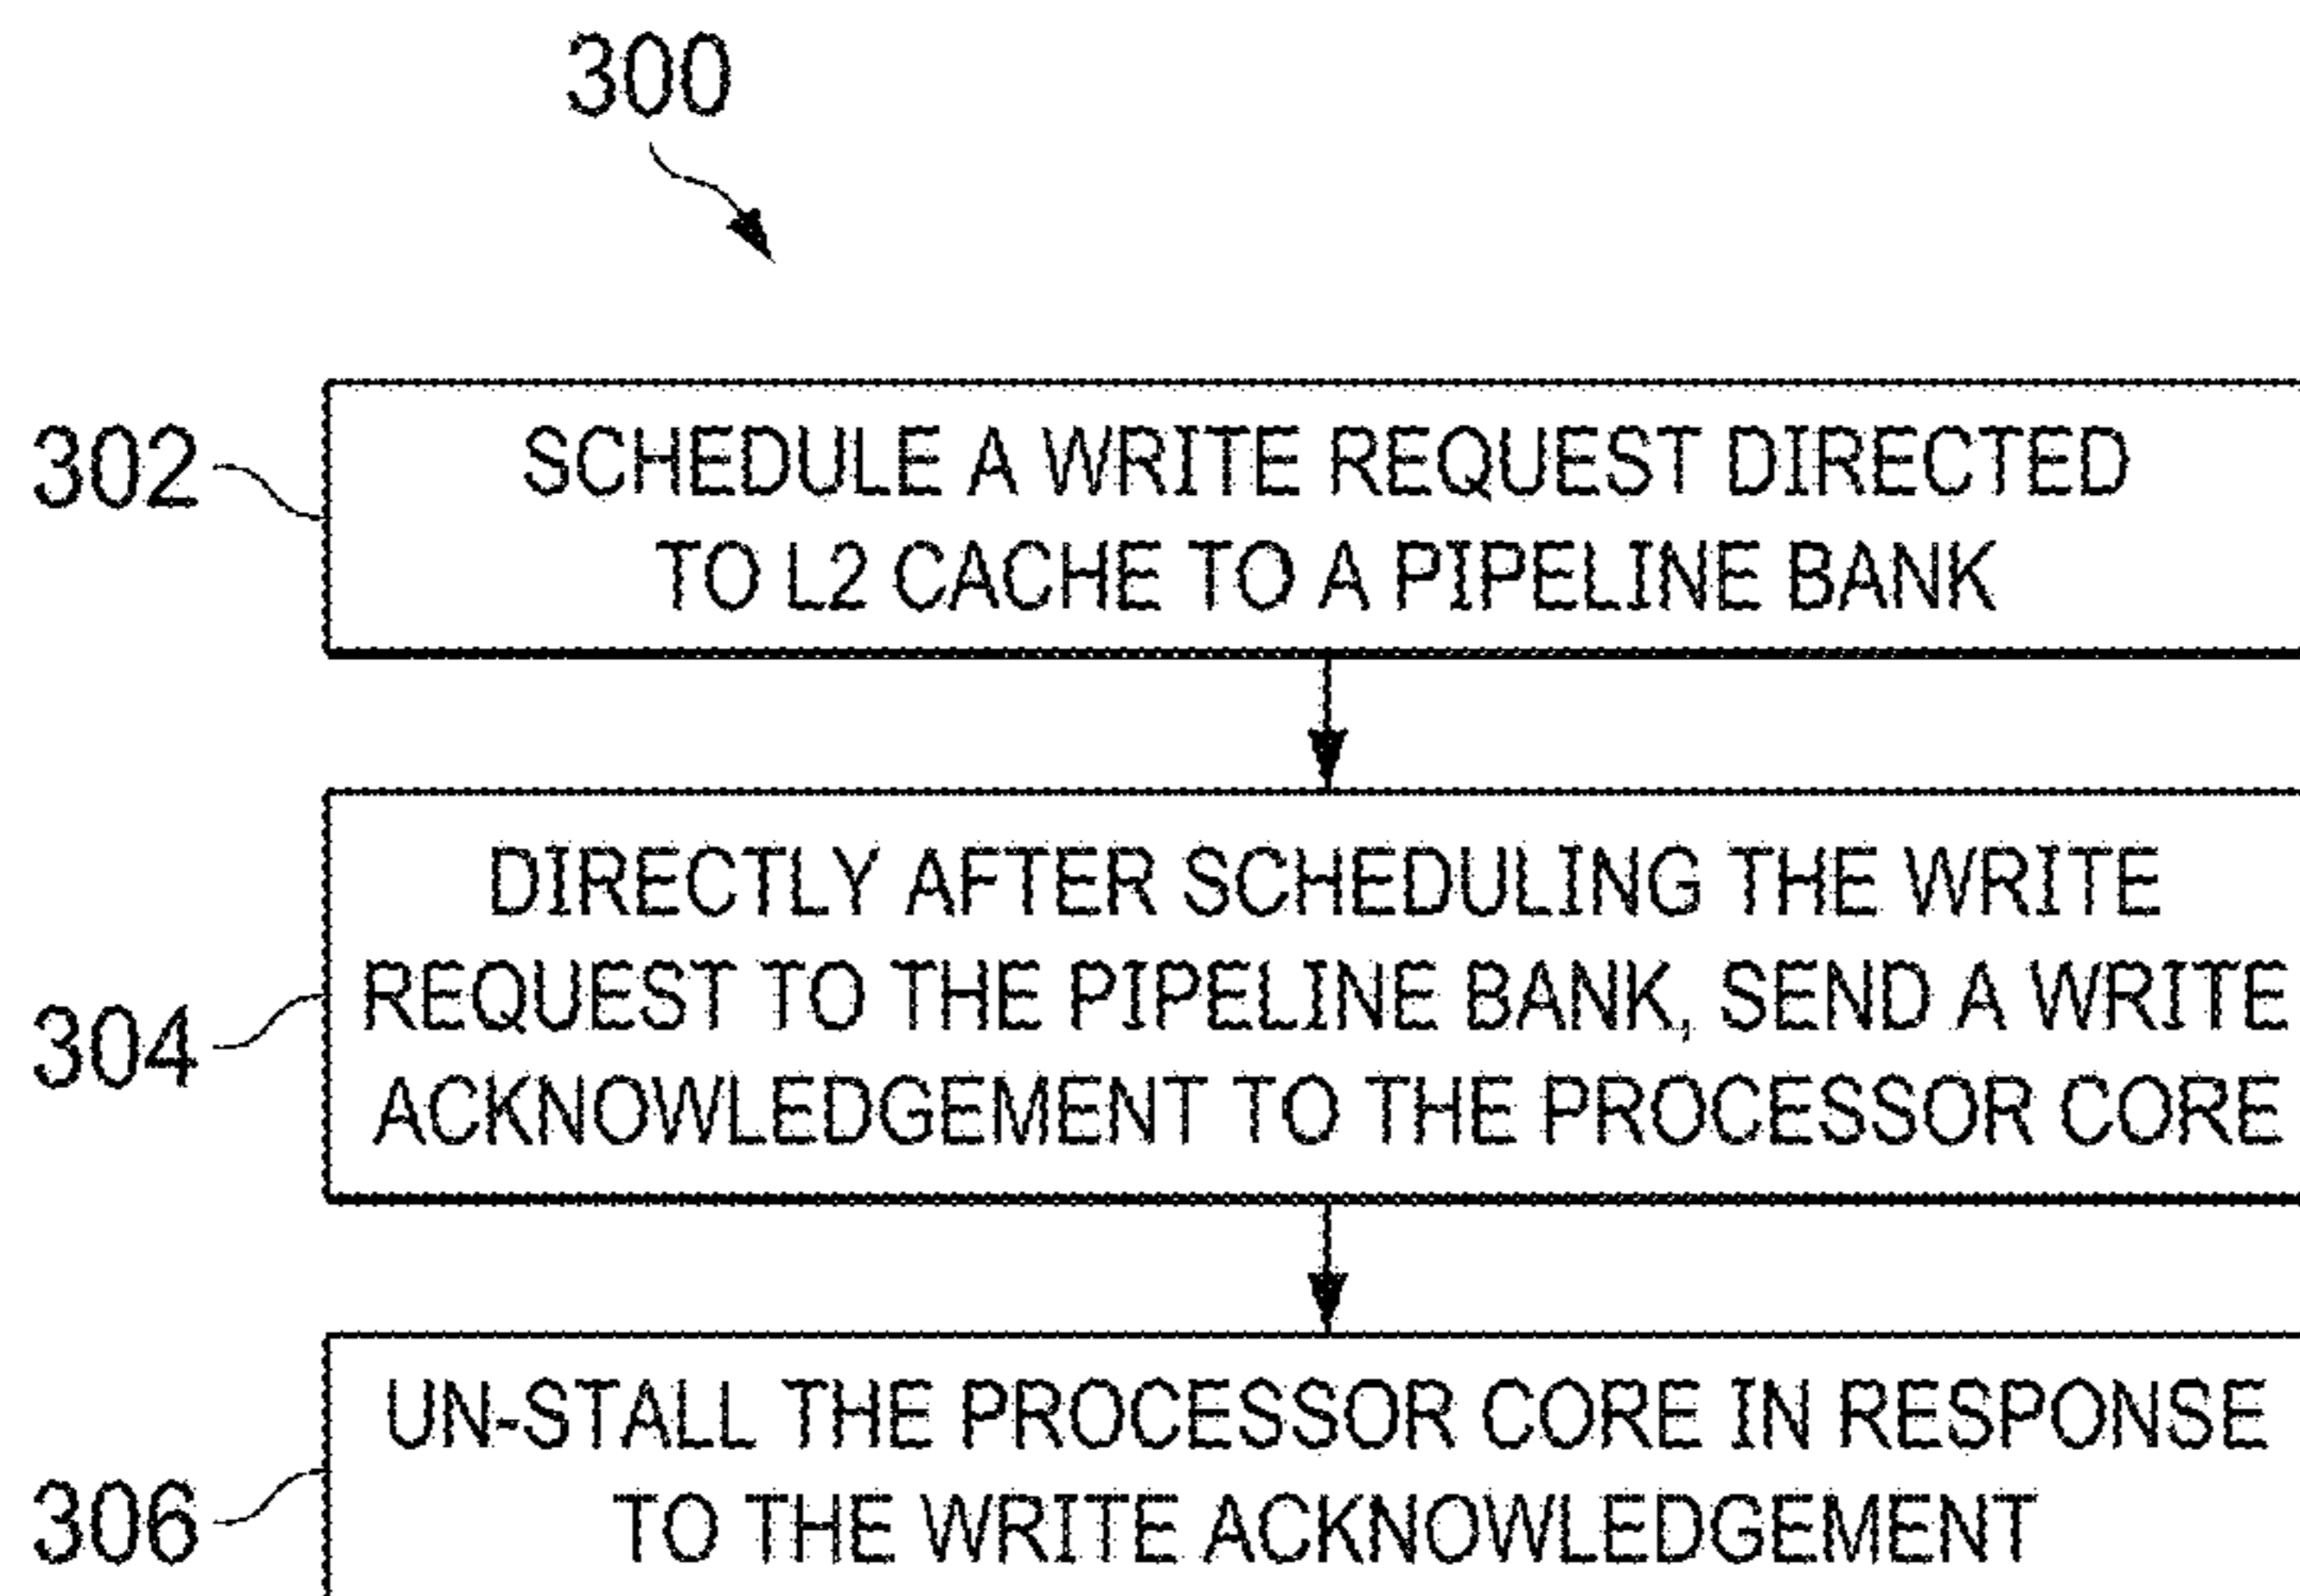 300
302
SCHEDULE A WRITE REQUEST DIRECTED
TO L2 CACHE TO A PIPELINE BANK
304
DIRECTLY AFTER SCHEDULING THE WRITE
REQUEST TO THE PIPELINE BANK, SEND A WRITE
ACKNOWLEDGEMENT TO THE PROCESSOR CORE
306
UN-STALL THE PROCESSOR CORE IN RESPONSE
TO THE WRITE ACKNOWLEDGEMENT